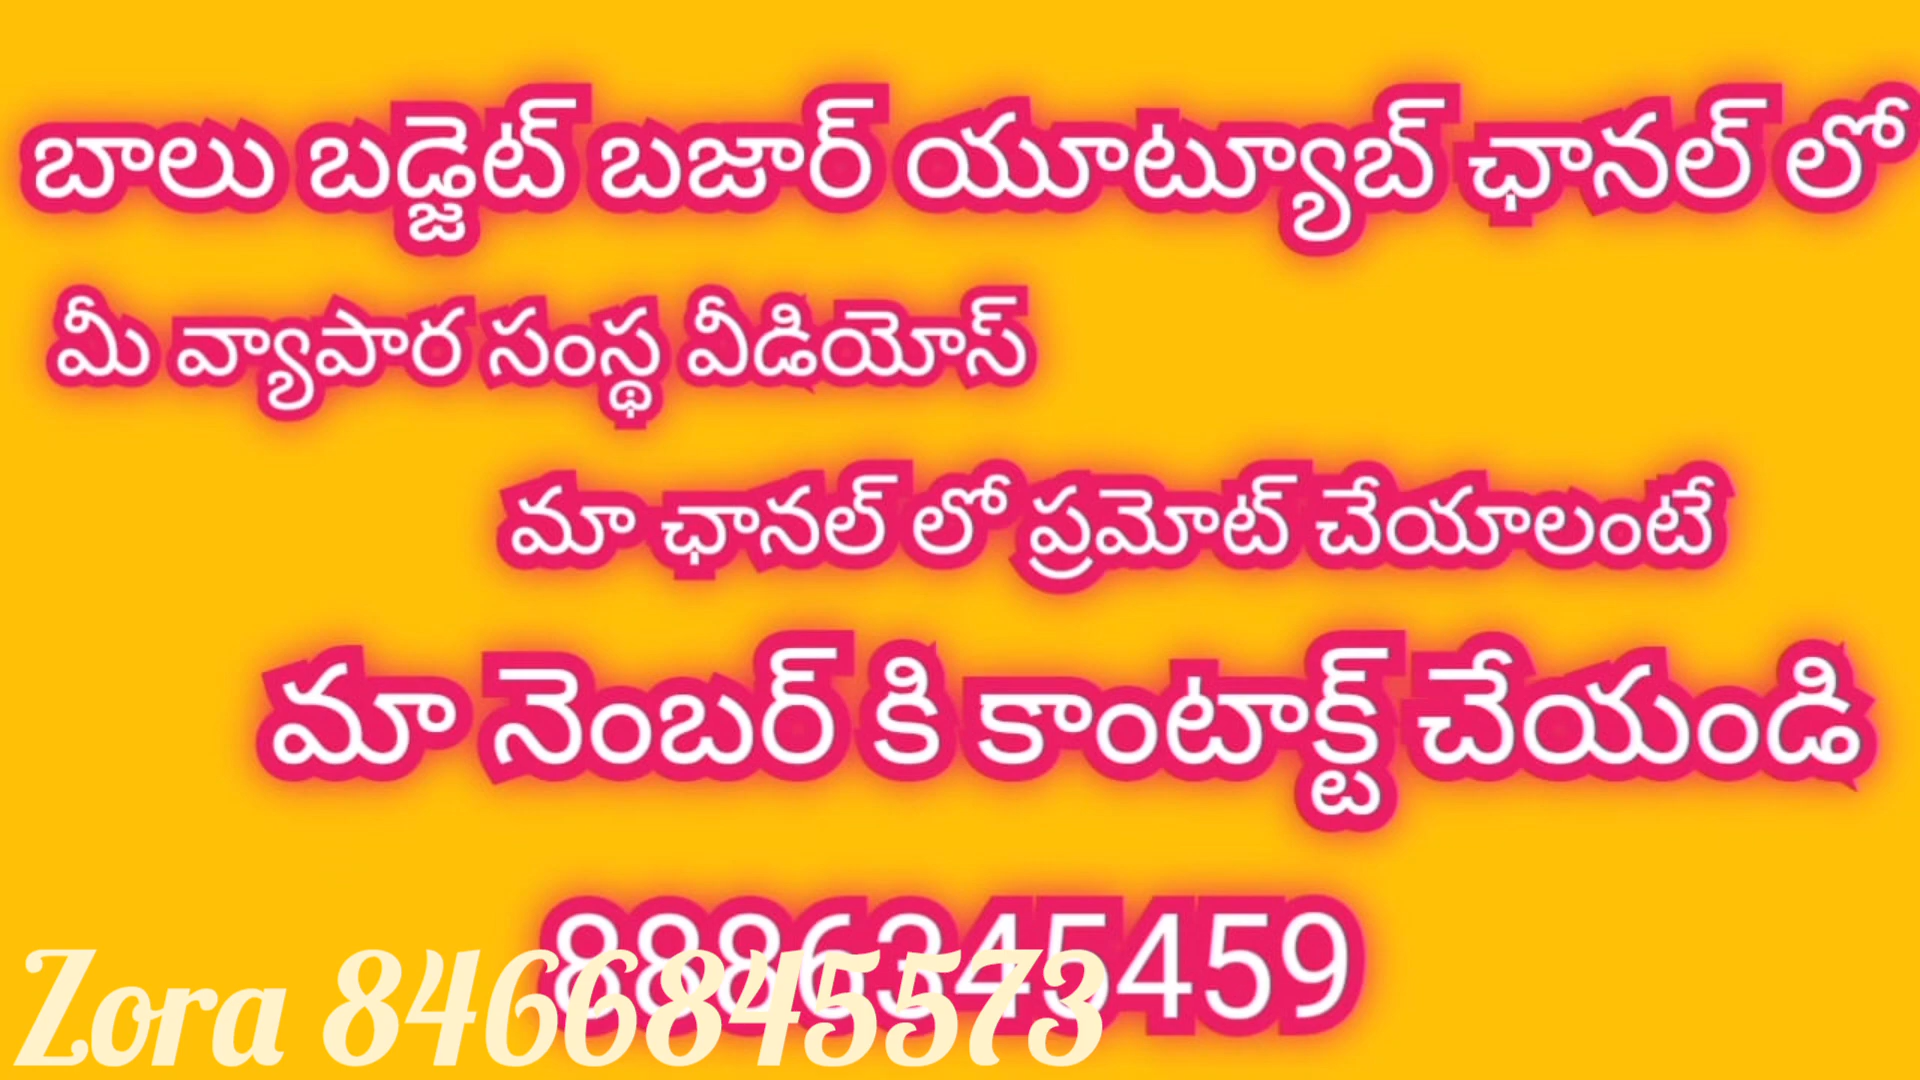 బాలు బడ్జెట్ బజార్ యూట్యూబ్ ఛానల్ లో
మీ వ్యాపార సంస్థ వీడియోస్
మా ఛానల్ లో ప్రమోట్ చేయాలంటే
మా నెంబర్ కి కాంటాక్ట్ చేయండి
8886345459
Zora 8466845573